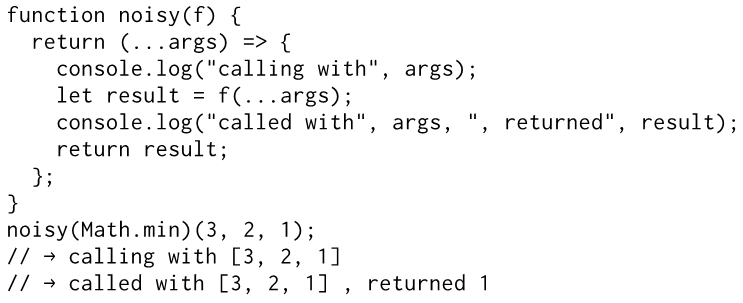 function noisy(f) {
  return (...args) => {
    console.log("calling with", args);
    let result = f(...args);
    console.log("called with", args, ", returned", result);
    return result;
  };
}
noisy(Math.min)(3, 2, 1);
// → calling with [3, 2, 1]
// → called with [3, 2, 1] , returned 1